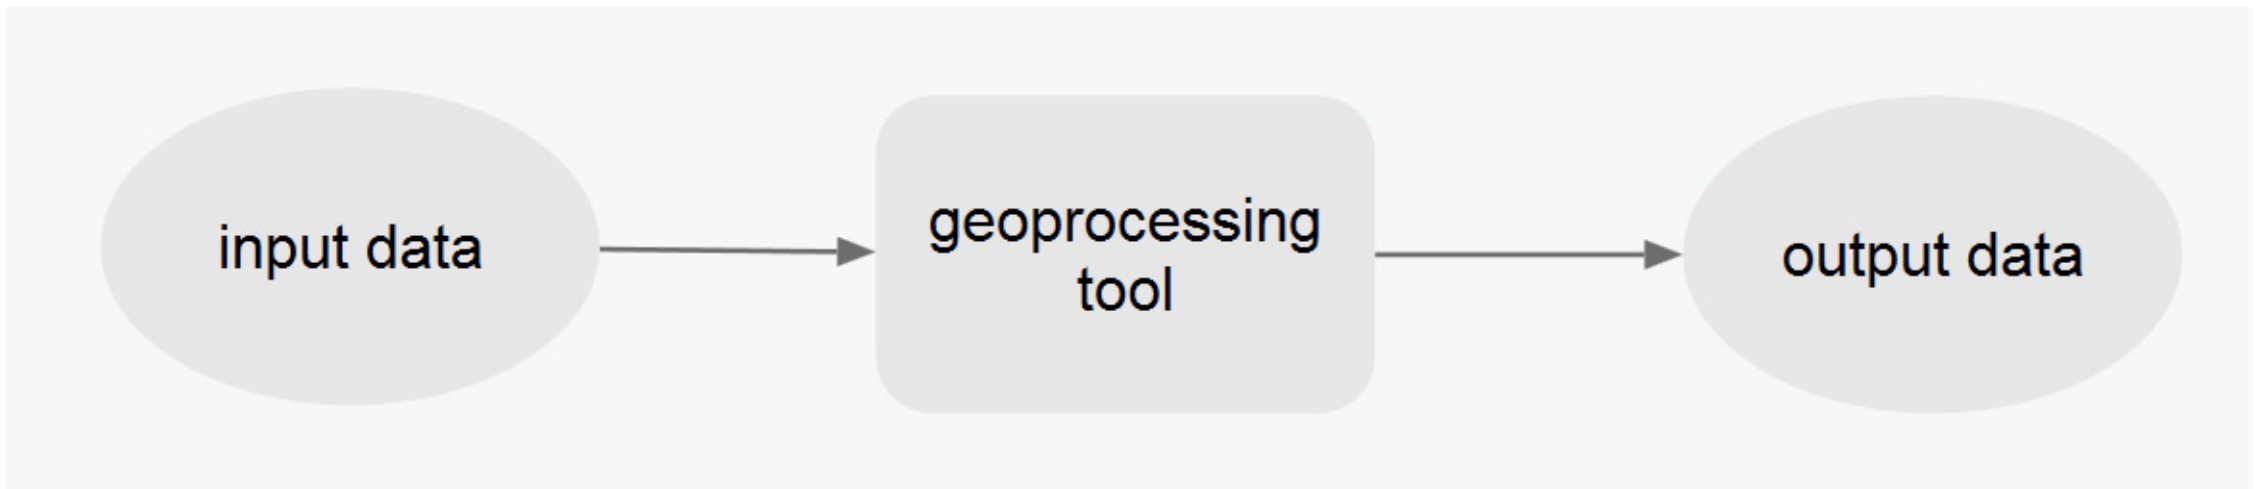 input data
geoprocessing
tool
output data